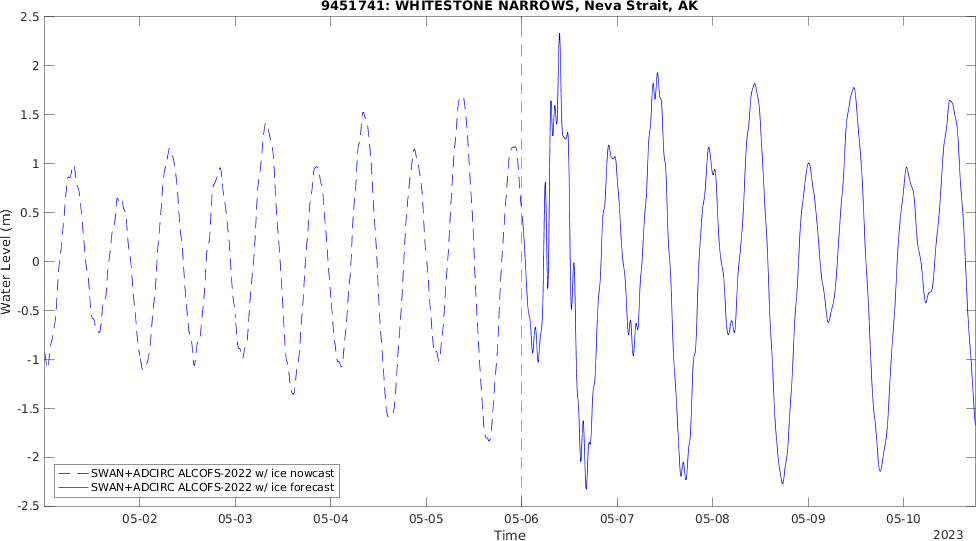 9451741: WHITESTONE NARROWS, Neva Strait, AK
2.5
2
1.5
1
0.5
0
-0.5
-1
-1.5
-2
-2.5
Water Level (m)
SWAN+ADCIRC ALCOFS-2022 w/ ice nowcast
SWAN+ADCIRC ALCOFS-2022 w/ ice forecast
05-02 05-03 05-04 05-05 05-06 05-07 05-08 05-09 05-10
Time
2023